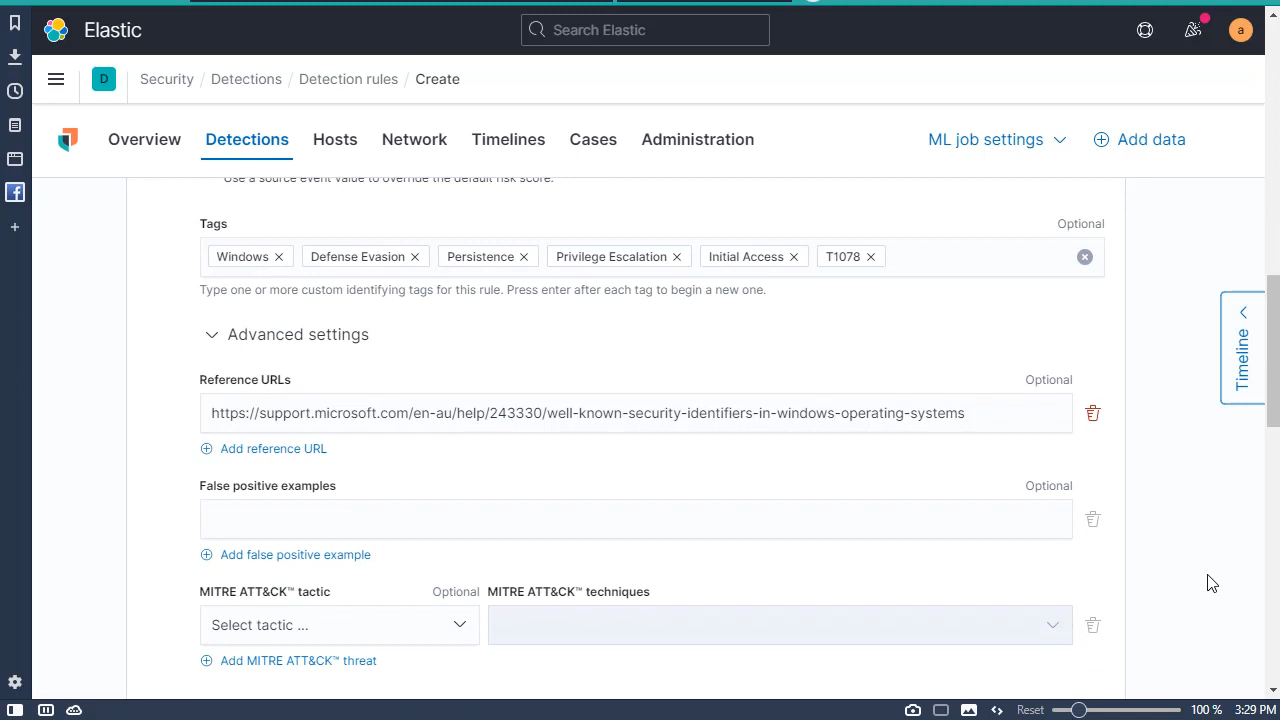 Elastic
Search Elastic
a
D
Security / Detections / Detection rules / Create
Overview Detections Hosts Network Timelines Cases Administration ML job settings Add data
Use a source event value to override the default risk score.
Tags Optional
Windows Defense Evasion Persistence Privilege Escalation Initial Access T1078
Type one or more custom identifying tags for this rule. Press enter after each tag to begin a new one.
Timeline
Advanced settings
Reference URLs Optional
https://support.microsoft.com/en-au/help/243330/well-known-security-identifiers-in-windows-operating-systems
Add reference URL
False positive examples Optional
Add false positive example
MITRE ATT&CK™ tactic Optional MITRE ATT&CK™ techniques
Select tactic ...
Add MITRE ATT&CK™ threat
Reset 100 % 3:29 PM